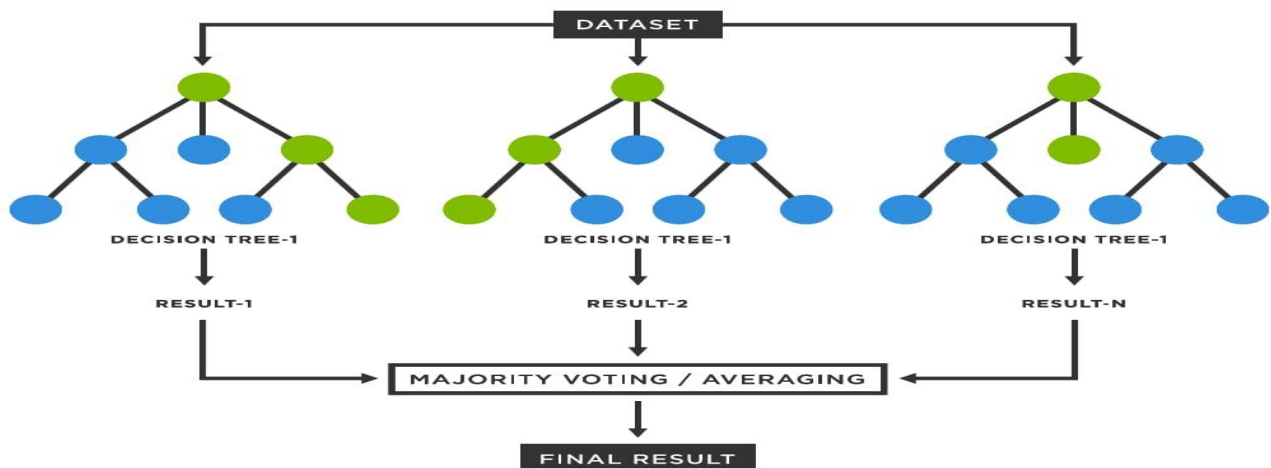 DATASET
DECISION TREE-1 DECISION TREE-1 DECISION TREE-1
RESULT-1 RESULT-2 RESULT-N
MAJORITY VOTING / AVERAGING
FINAL RESULT